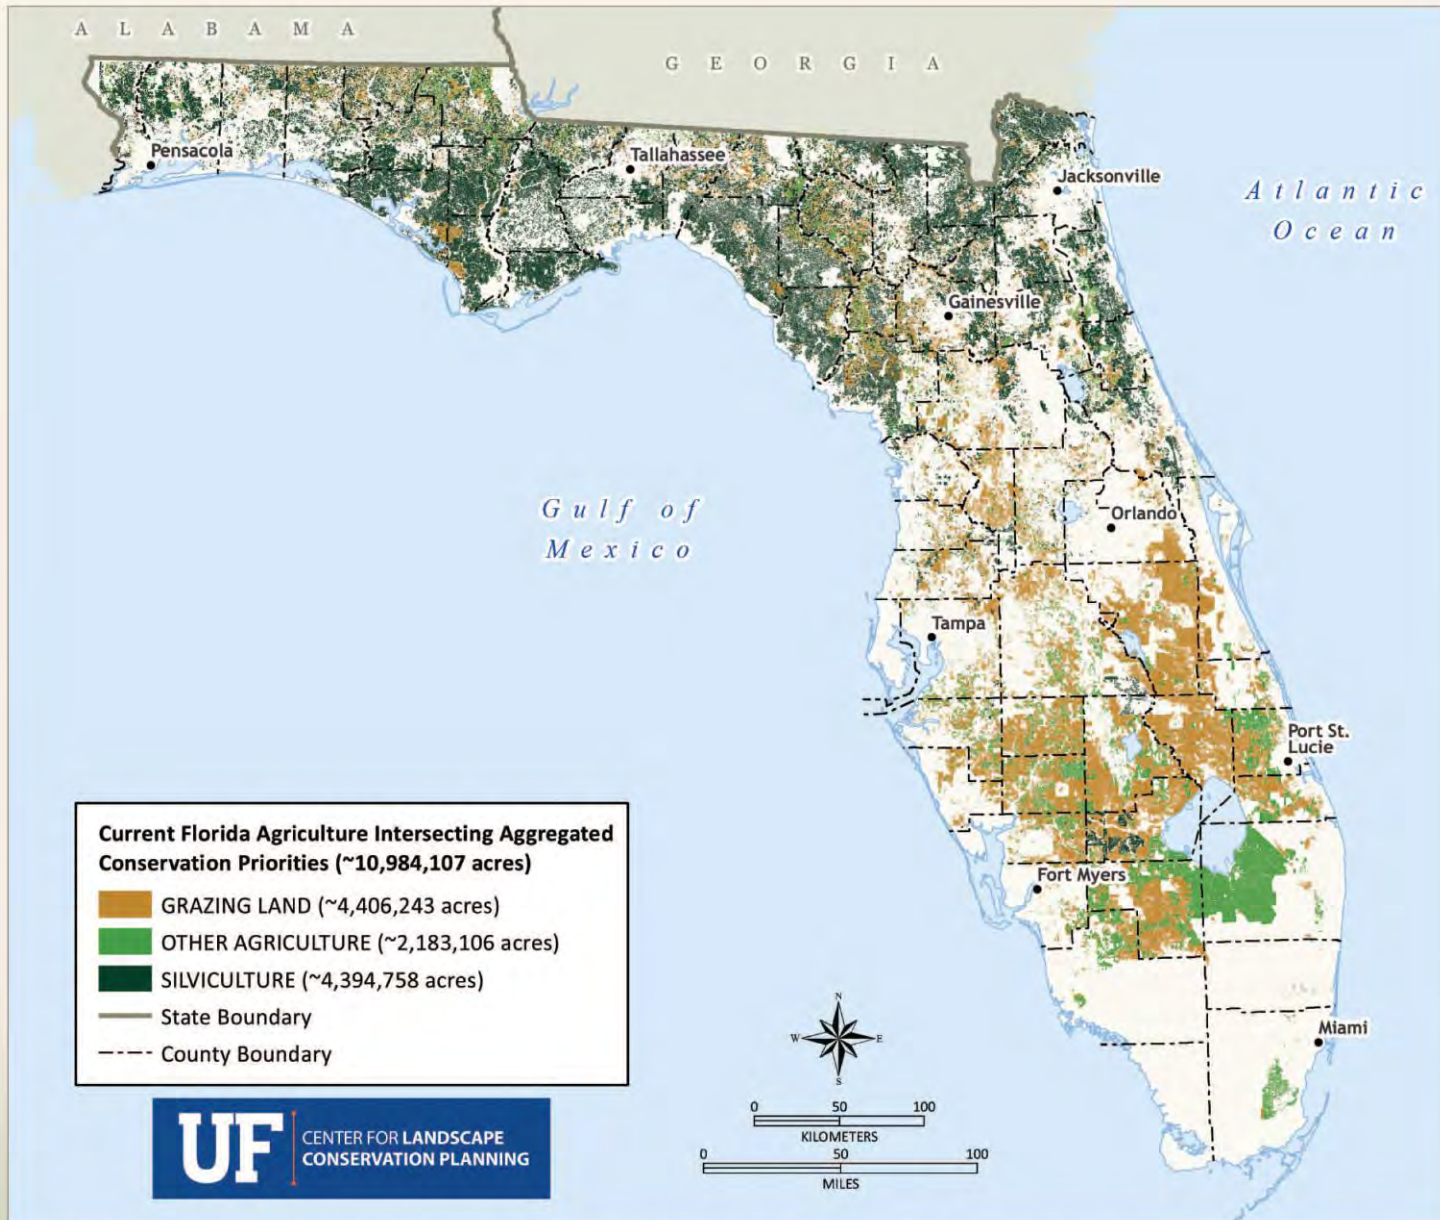 A L A B A M A
G E O R G I A
Pensacola
Tallahassee
Jacksonville
Atlantic
Ocean
Gainesville
Gulf of
Mexico
Orlando
Tampa
Port St.
Lucie
Fort Myers
Miami
Current Florida Agriculture Intersecting Aggregated
Conservation Priorities (~10,984,107 acres)
GRAZING LAND (~4,406,243 acres)
OTHER AGRICULTURE (~2,183,106 acres)
SILVICULTURE (~4,394,758 acres)
State Boundary
County Boundary
N
W E
S
0 50 100
KILOMETERS
0 50 100
MILES
UF CENTER FOR LANDSCAPE
CONSERVATION PLANNING